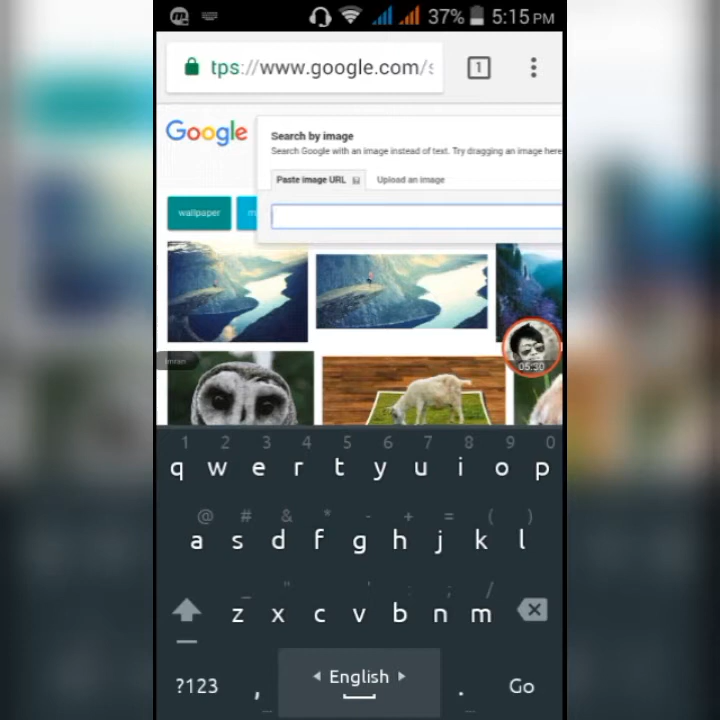 37% 5:15 PM
tps://www.google.com/s
1
Google
Search by image
Search Google with an image instead of text. Try dragging an image here
Paste image URL Upload an image
wallpaper m
imran
05:30
1 2 3 4 5 6 7 8 9 0
q w e r t y u i o p
@ # & * - + = ( )
a s d f g h j k l
_ " ' : ; /
z x c v b n m
?123 , English . Go